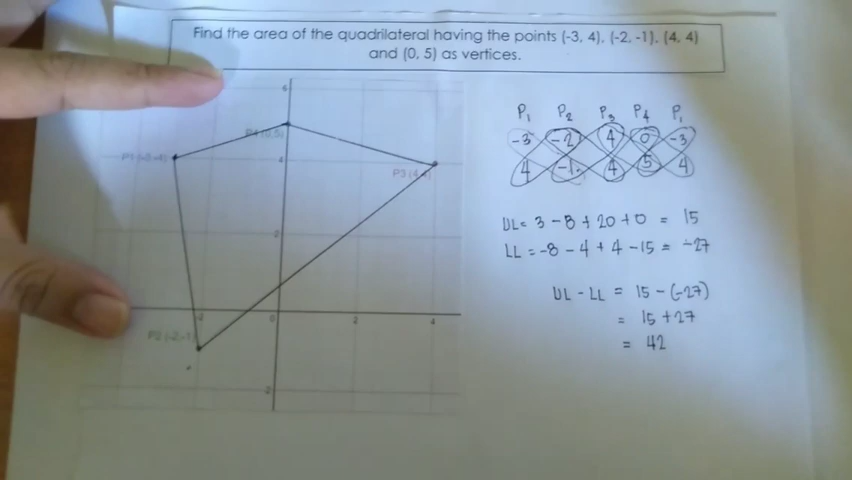 Find the area of the quadrilateral having the points (-3, 4), (-2, -1), (4, 4)
and (0, 5) as vertices.
P1 P2 P3 P4 P1
-3 -2 4 0 -3
4 -1 4 5 4
UL= 3 - 8 + 20 + 0 = 15
LL = -8 - 4 + 4 - 15 = -27
UL - LL = 15 - (-27)
= 15 + 27
= 42
6
P4 (0, 5)
P1 (-3, 4)
4
P3 (4, 4)
2
-2 0 2 4
P2 (-2, -1)
-2